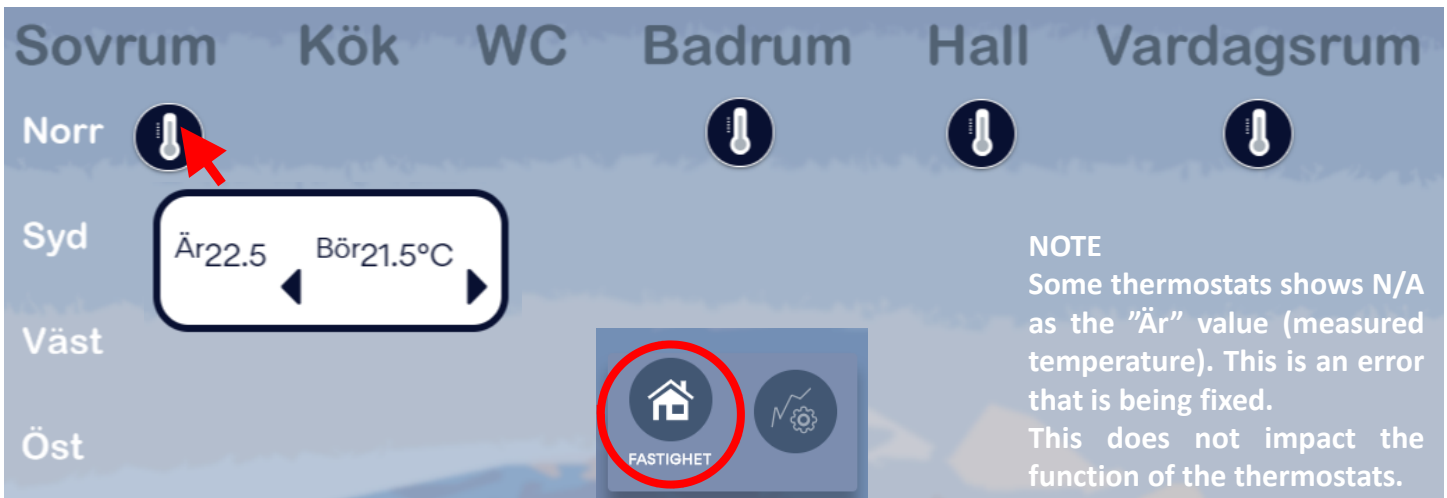 Sovrum Kök WC Badrum Hall Vardagsrum
Norr
Syd
Är22.5 Bör21.5°C
Väst
Öst
FASTIGHET
NOTE
Some thermostats shows N/A
as the ”Är” value (measured
temperature). This is an error
that is being fixed.
This does not impact the
function of the thermostats.